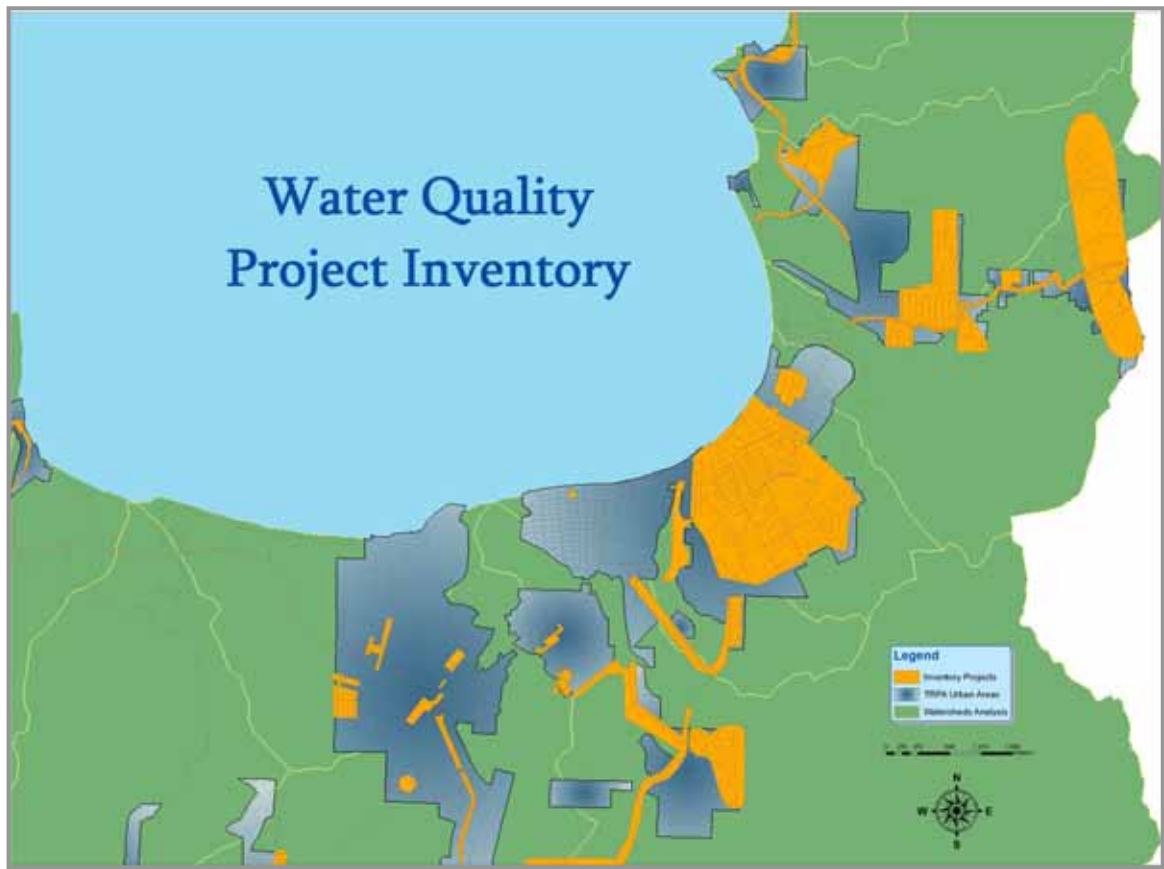 Water Quality
Project Inventory
Legend
Inventory Projects
TRPA Urban Areas
Watersheds Analysis
N
W
E
S